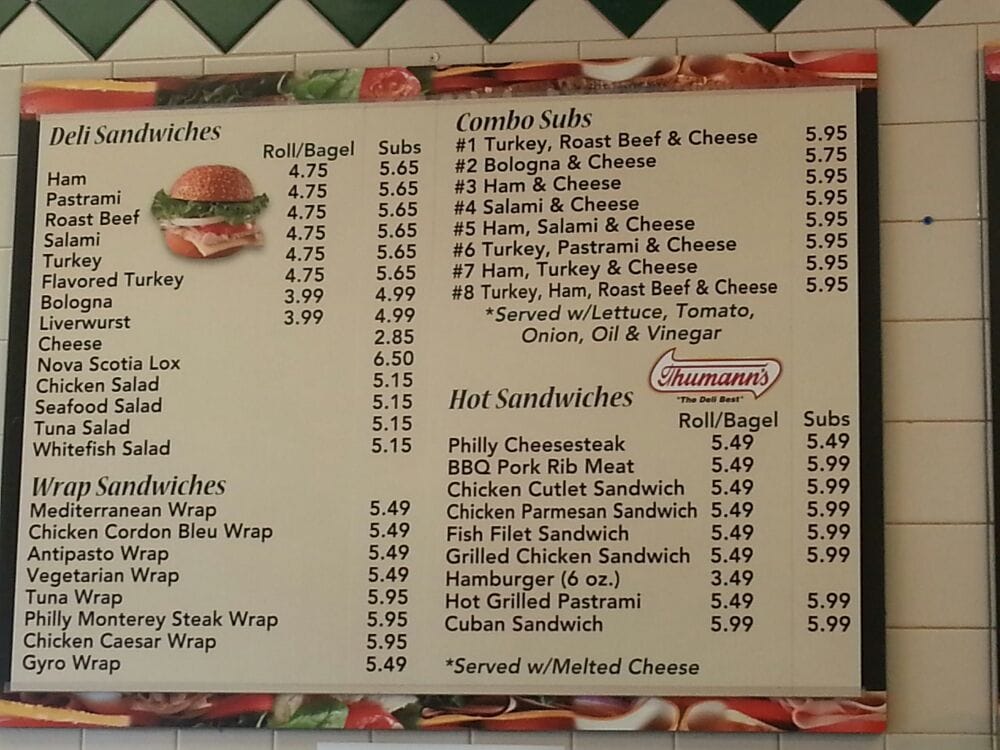 Deli Sandwiches
Roll/Bagel Subs
Ham 4.75 5.65
Pastrami 4.75 5.65
Roast Beef 4.75 5.65
Salami 4.75 5.65
Turkey 4.75 5.65
Flavored Turkey 4.75 5.65
Bologna 3.99 4.99
Liverwurst 3.99 4.99
Cheese 2.85
Nova Scotia Lox 6.50
Chicken Salad 5.15
Seafood Salad 5.15
Tuna Salad 5.15
Whitefish Salad 5.15
Wrap Sandwiches
Mediterranean Wrap 5.49
Chicken Cordon Bleu Wrap 5.49
Antipasto Wrap 5.49
Vegetarian Wrap 5.49
Tuna Wrap 5.95
Philly Monterey Steak Wrap 5.95
Chicken Caesar Wrap 5.95
Gyro Wrap 5.49
Combo Subs
#1 Turkey, Roast Beef & Cheese 5.95
#2 Bologna & Cheese 5.75
#3 Ham & Cheese 5.95
#4 Salami & Cheese 5.95
#5 Ham, Salami & Cheese 5.95
#6 Turkey, Pastrami & Cheese 5.95
#7 Ham, Turkey & Cheese 5.95
#8 Turkey, Ham, Roast Beef & Cheese 5.95
*Served w/Lettuce, Tomato,
Onion, Oil & Vinegar
Thumann's
"The Deli Best"
Hot Sandwiches
Roll/Bagel Subs
Philly Cheesesteak 5.49 5.49
BBQ Pork Rib Meat 5.49 5.99
Chicken Cutlet Sandwich 5.49 5.99
Chicken Parmesan Sandwich 5.49 5.99
Fish Filet Sandwich 5.49 5.99
Grilled Chicken Sandwich 5.49 5.99
Hamburger (6 oz.) 3.49
Hot Grilled Pastrami 5.49 5.99
Cuban Sandwich 5.99 5.99
*Served w/Melted Cheese